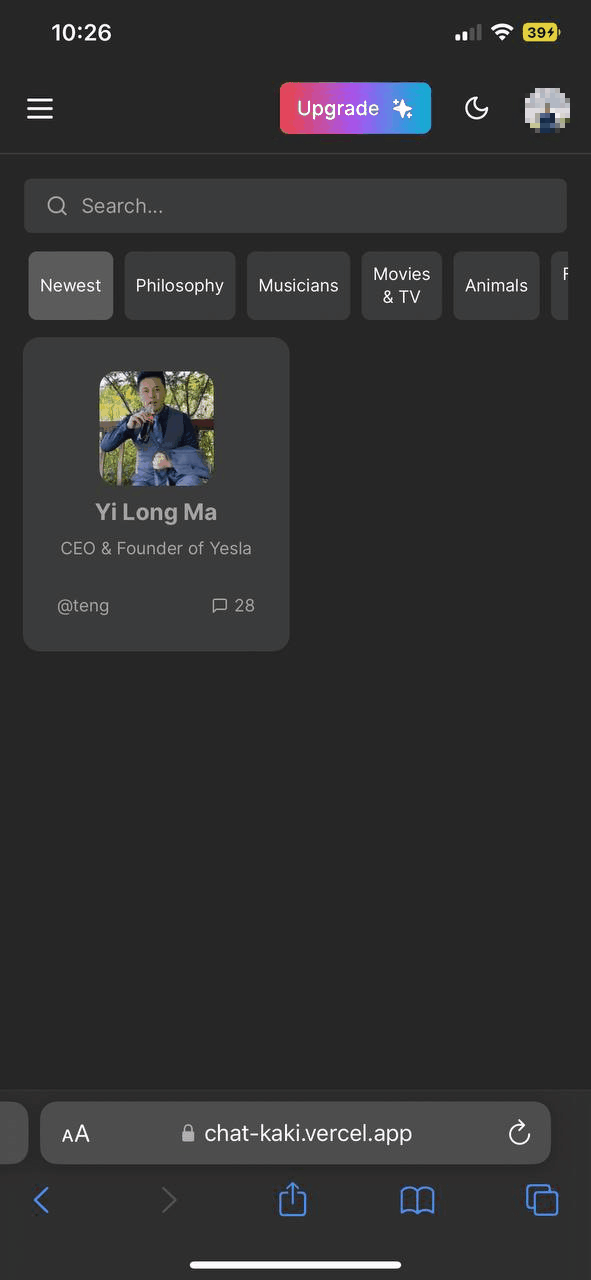 10:26
39
Upgrade
Search...
Newest
Philosophy
Musicians
Movies
& TV
Animals
Yi Long Ma
CEO & Founder of Yesla
@teng
28
AA
chat-kaki.vercel.app